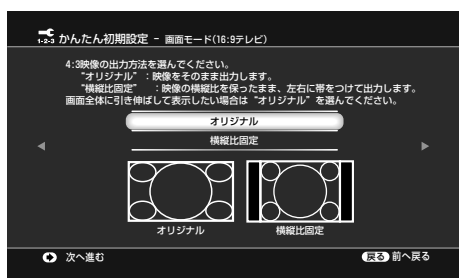 1-2-3 かんたん初期設定 - 画面モード(16:9テレビ)
4:3映像の出力方法を選んでください。
“オリジナル” ：映像をそのまま出力します。
“横縦比固定” ：映像の横縦比を保ったまま、左右に帯をつけて出力します。
画面全体に引き伸ばして表示したい場合は“オリジナル”を選んでください。
オリジナル
横縦比固定
オリジナル 横縦比固定
次へ進む 戻る 前へ戻る